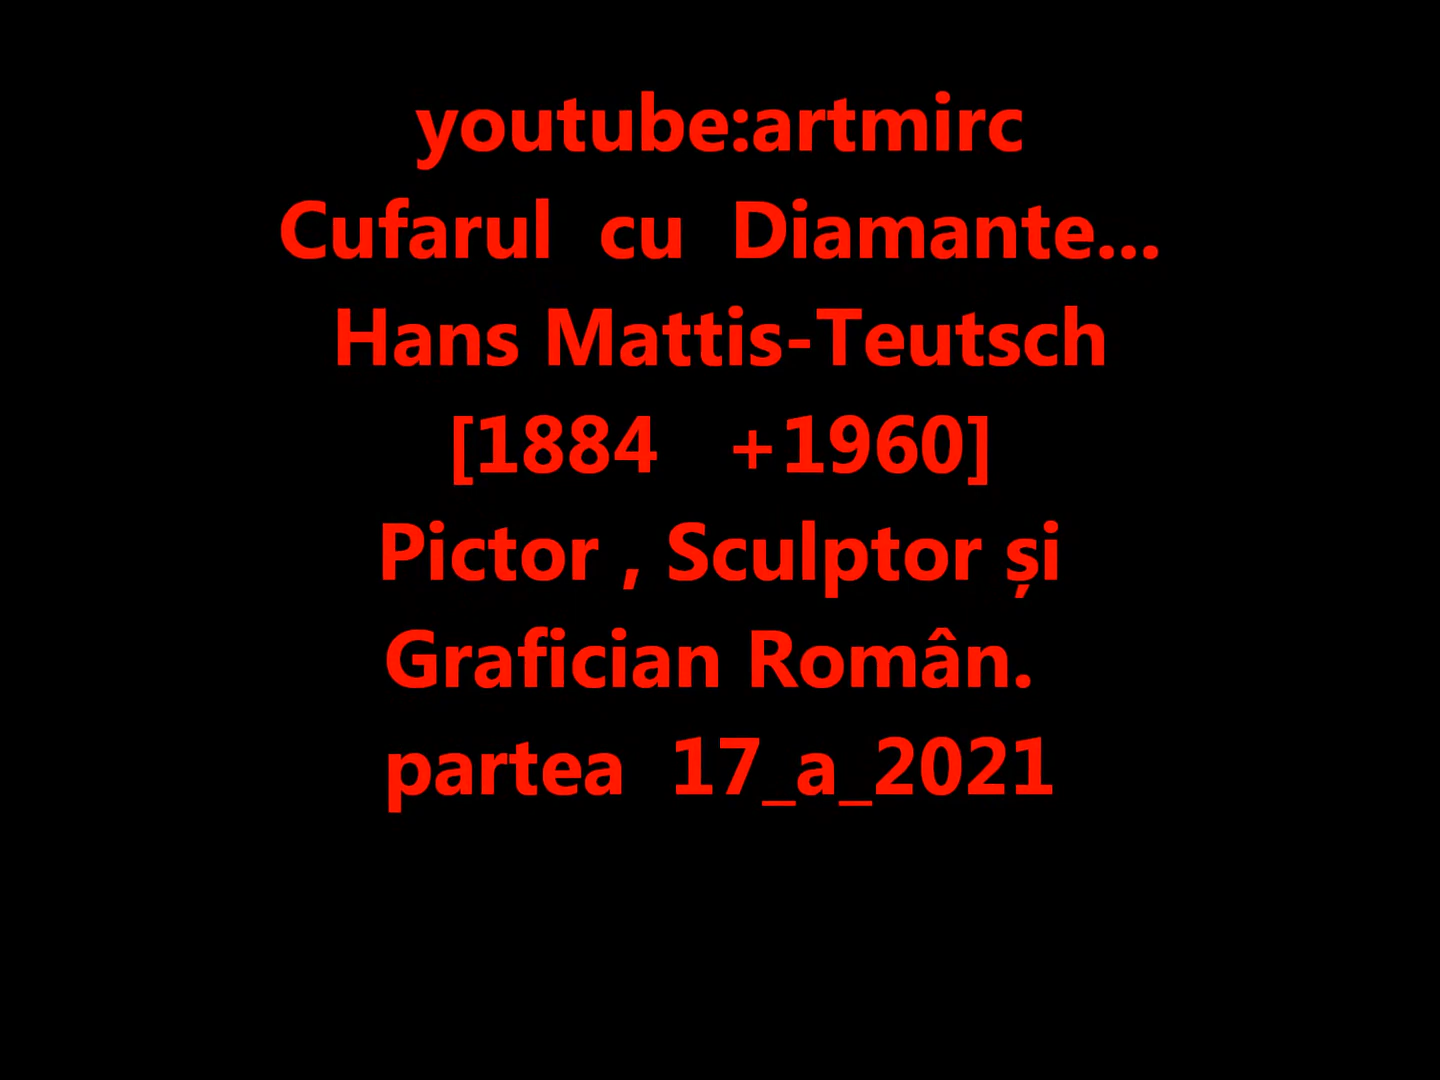 youtube:artmirc
Cufarul  cu  Diamante...
Hans Mattis-Teutsch
[1884   +1960]
Pictor , Sculptor și
Grafician Român.
partea  17_a_2021